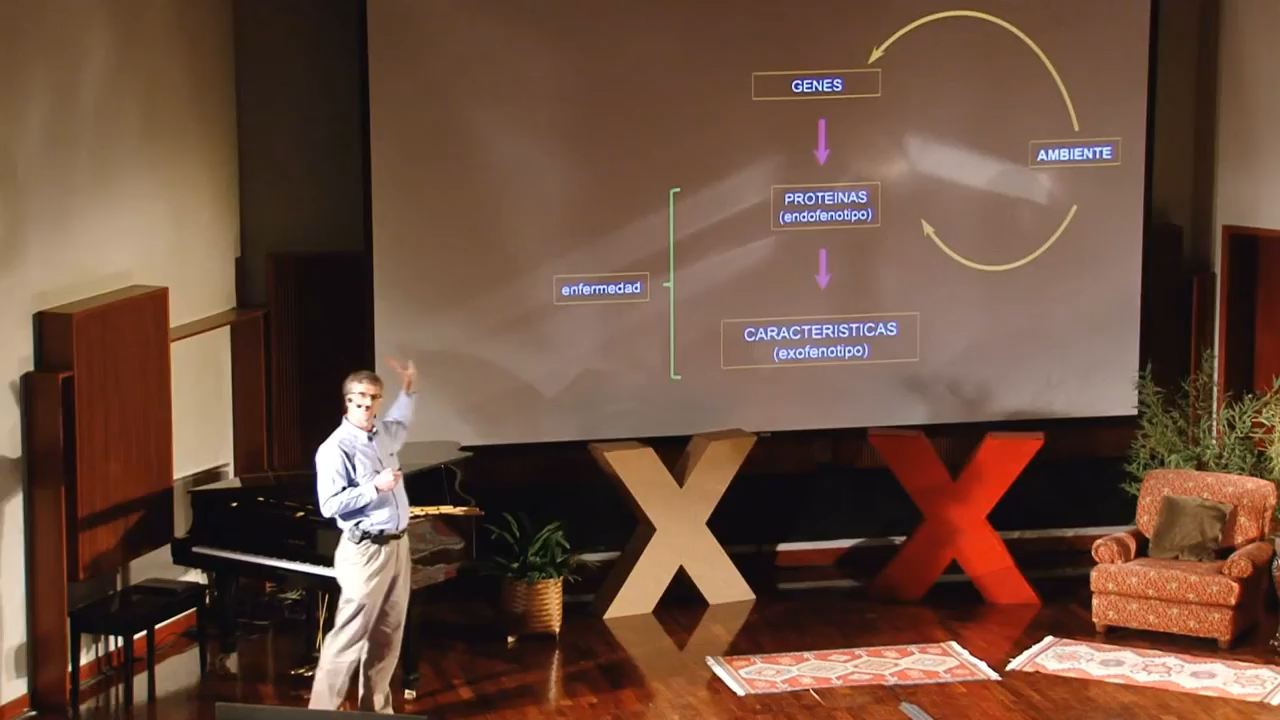 GENES
AMBIENTE
PROTEINAS
(endofenotipo)
enfermedad
CARACTERISTICAS
(exofenotipo)
X X